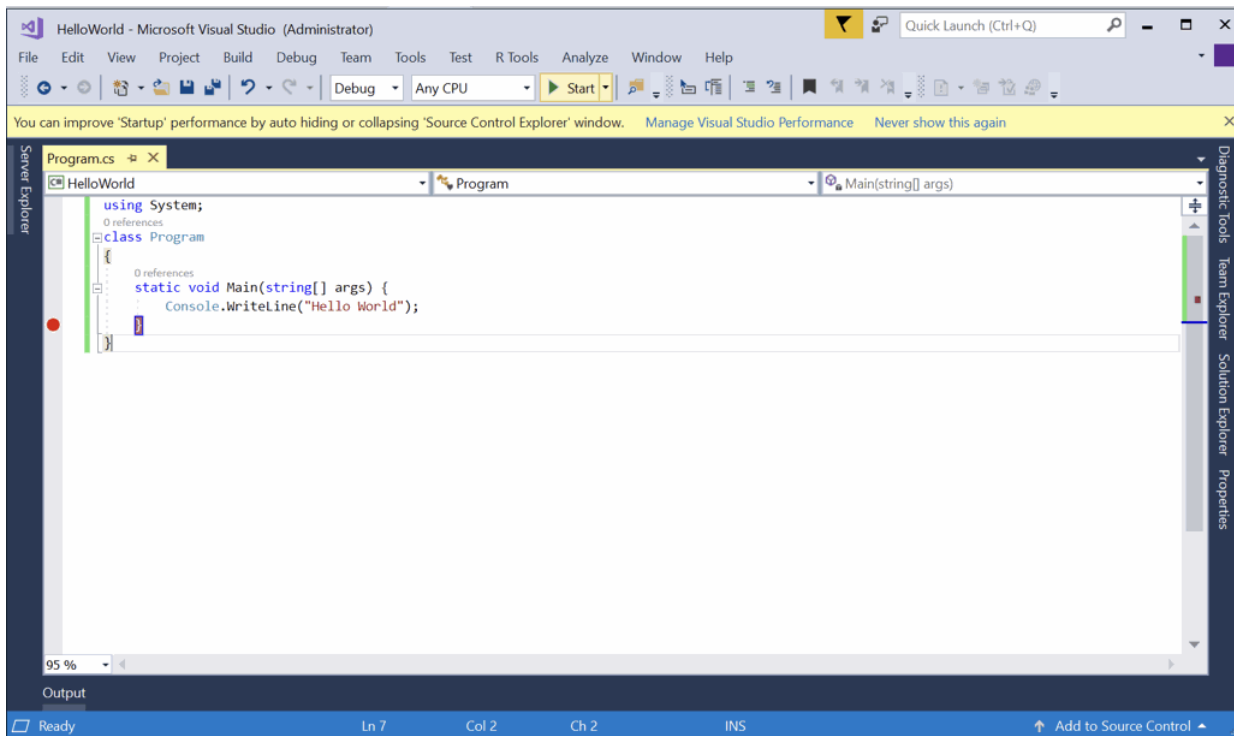 HelloWorld - Microsoft Visual Studio (Administrator)
Quick Launch (Ctrl+Q)
File Edit View Project Build Debug Team Tools Test R Tools Analyze Window Help
Debug Any CPU Start
You can improve 'Startup' performance by auto hiding or collapsing 'Source Control Explorer' window. Manage Visual Studio Performance Never show this again
Server Explorer
Program.cs
C# HelloWorld Program Main(string[] args)
using System;
0 references
class Program
{
0 references
static void Main(string[] args) {
Console.WriteLine("Hello World");
}
}
Diagnostic Tools
Team Explorer
Solution Explorer
Properties
95 %
Output
Ready Ln 7 Col 2 Ch 2 INS Add to Source Control